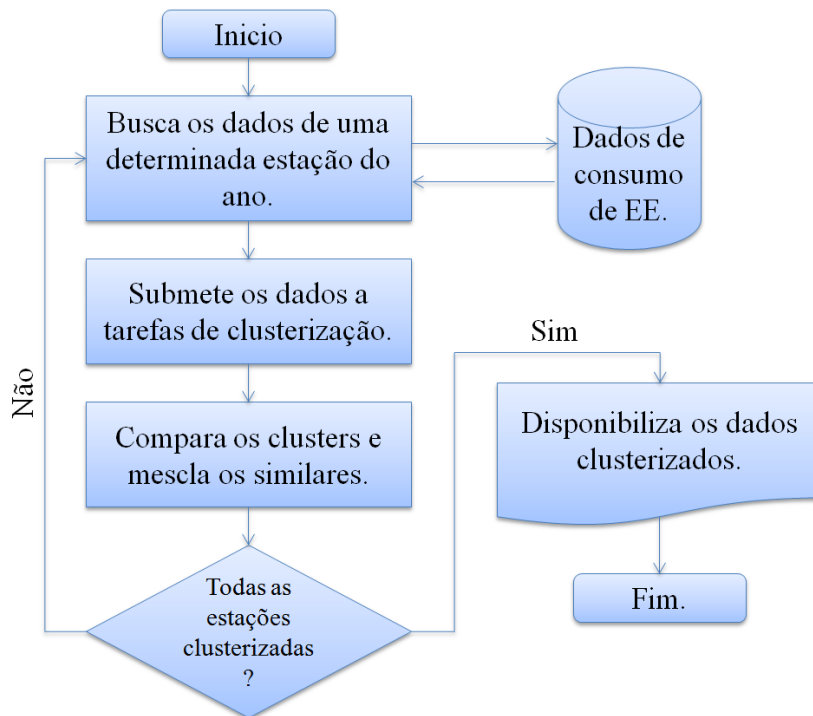 Inicio
Busca os dados de uma
determinada estação do
ano.
Dados de
consumo
de EE.
Submete os dados a
tarefas de clusterização.
Compara os clusters e
mescla os similares.
Todas as
estações
clusterizadas
?
Não
Sim
Disponibiliza os dados
clusterizados.
Fim.